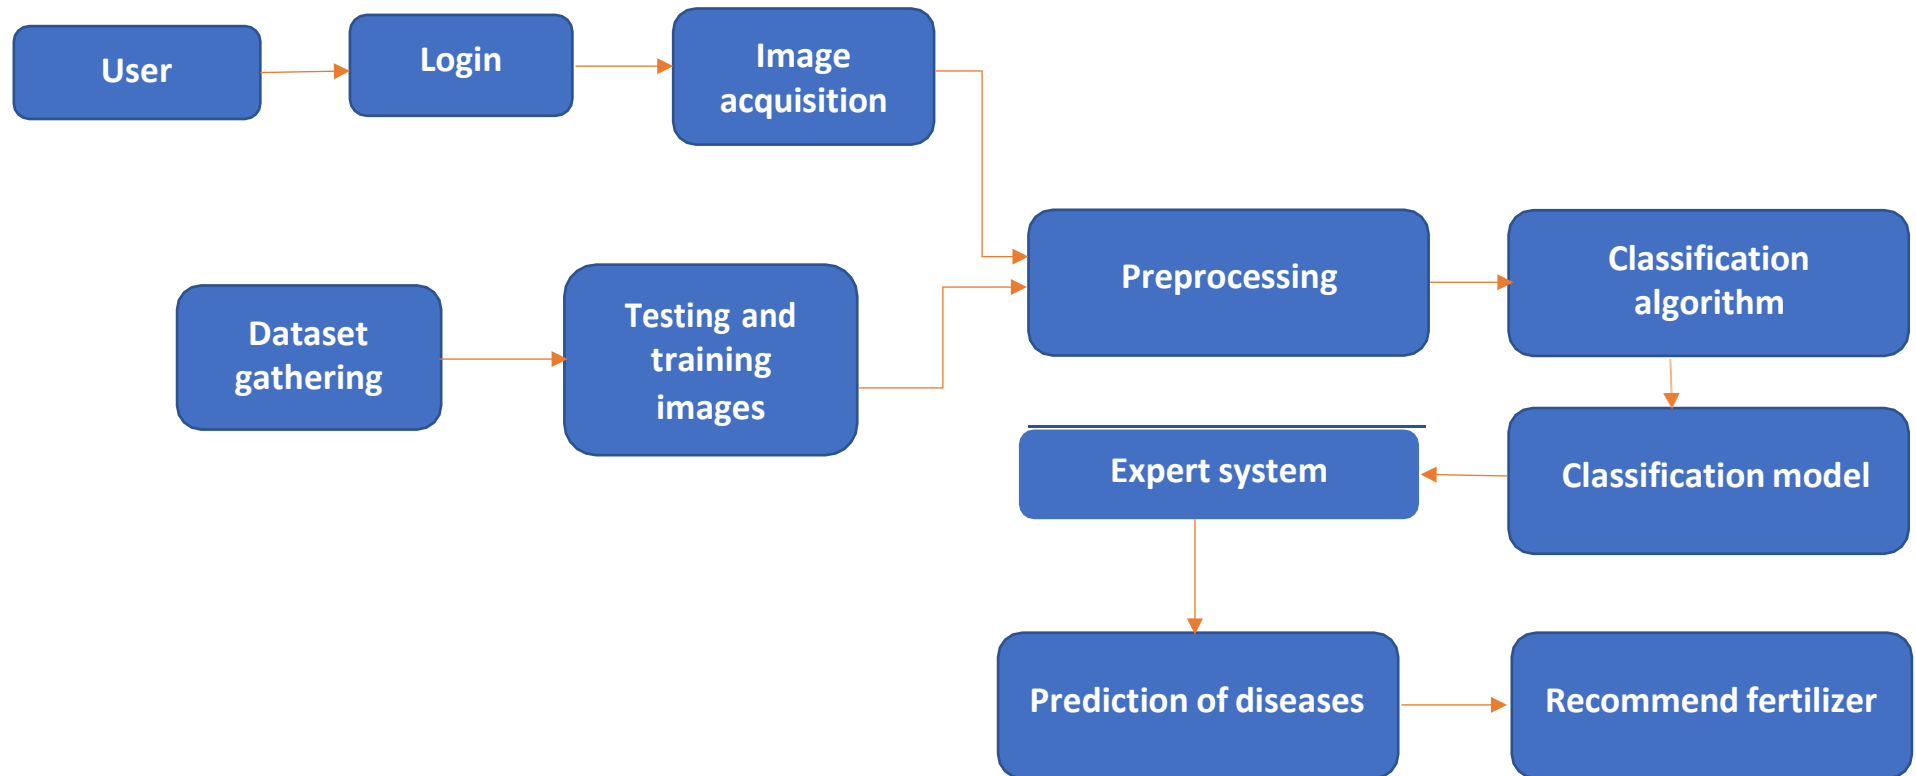 User
Login
Image
acquisition
Preprocessing
Classification
algorithm
Dataset
gathering
Testing and
training
images
Expert system
Classification model
Prediction of diseases
Recommend fertilizer